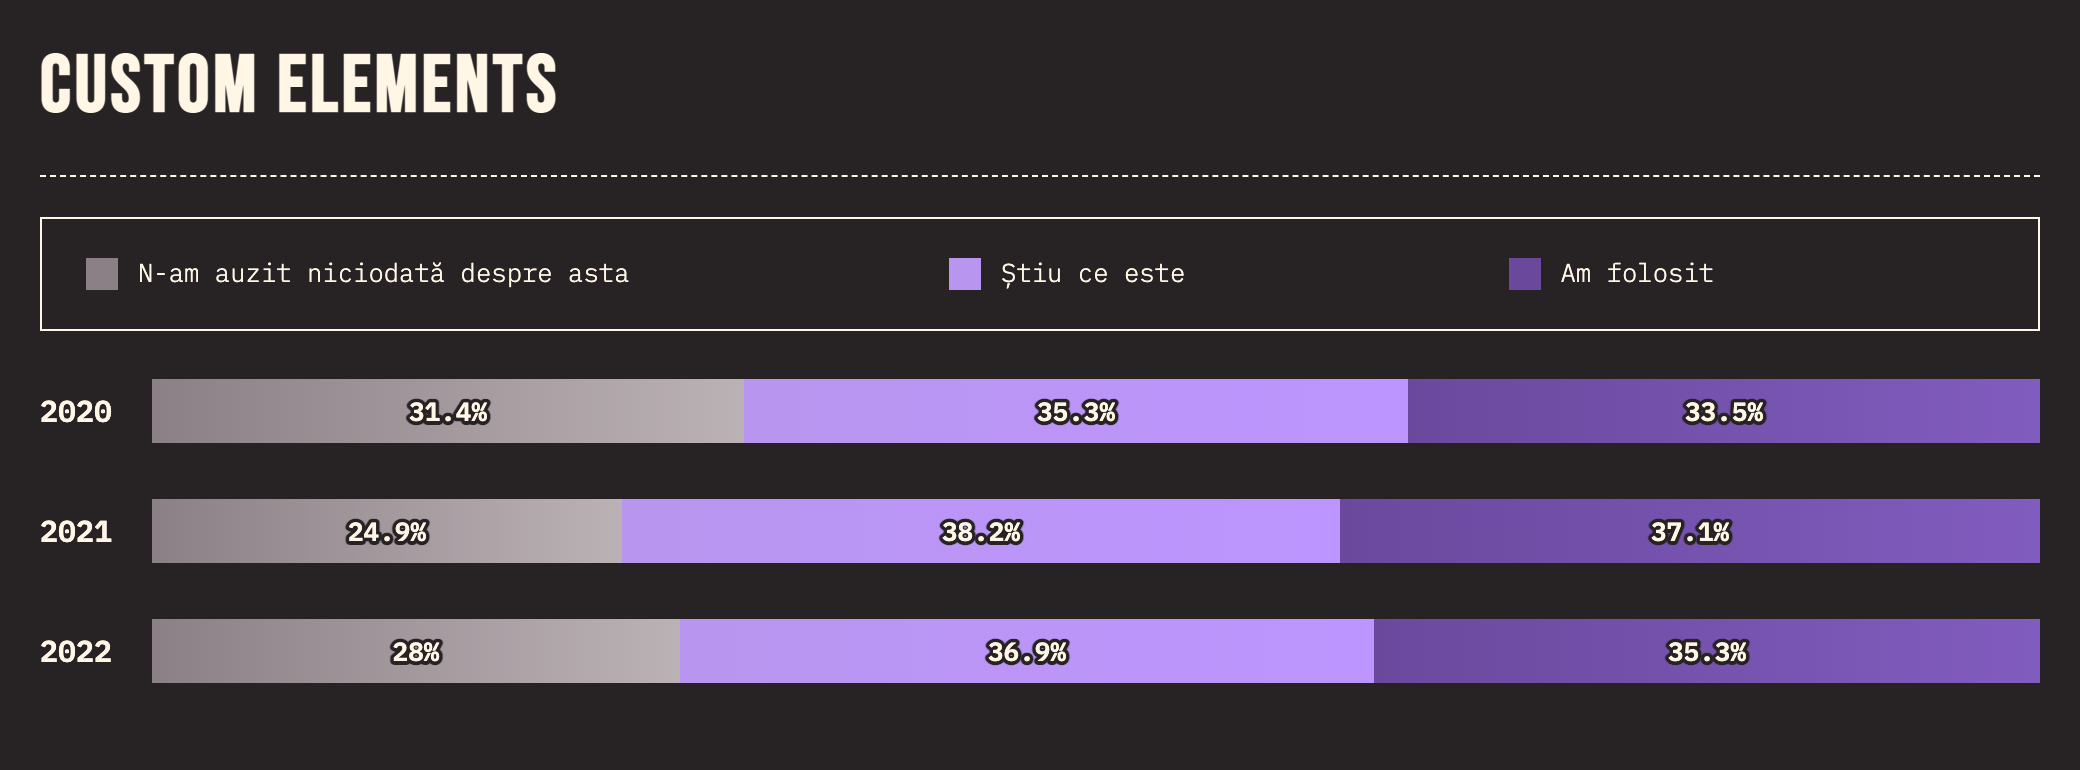 CUSTOM ELEMENTS
N-am auzit niciodată despre asta Știu ce este Am folosit
2020 31.4% 35.3% 33.5%
2021 24.9% 38.2% 37.1%
2022 28% 36.9% 35.3%